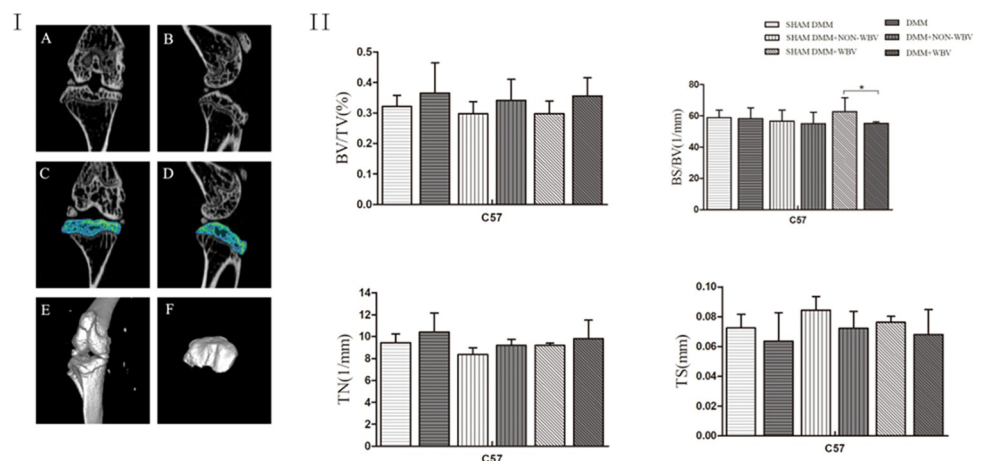 I
A
B
C
D
E
F
II
SHAM DMM
DMM
SHAM DMM+NON-WBV
DMM+NON-WBV
SHAM DMM+WBV
DMM+WBV
BV/TV(%)
0.5
0.4
0.3
0.2
0.1
0.0
C57
BS/BV(1/mm)
80
60
40
20
0
*
C57
TN(1/mm)
14
12
10
8
6
4
2
0
C57
TS(mm)
0.10
0.08
0.06
0.04
0.02
0.00
C57